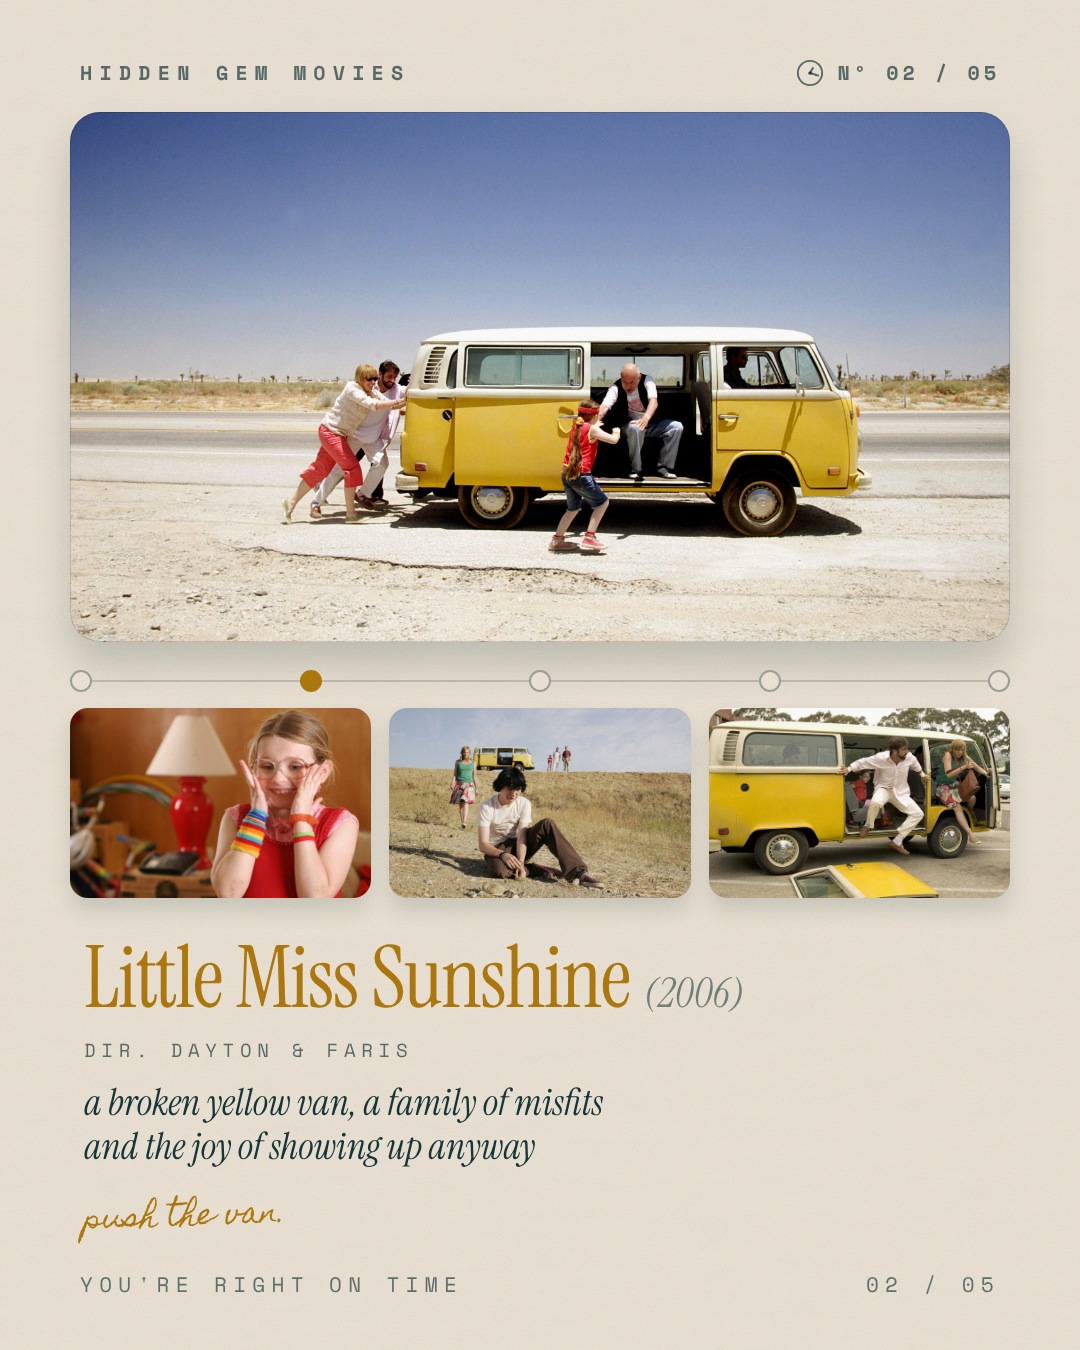 HIDDEN GEM MOVIES
N° 02 / 05
Little Miss Sunshine (2006)
DIR. DAYTON & FARIS
a broken yellow van, a family of misfits
and the joy of showing up anyway
push the van.
YOU'RE RIGHT ON TIME
02 / 05